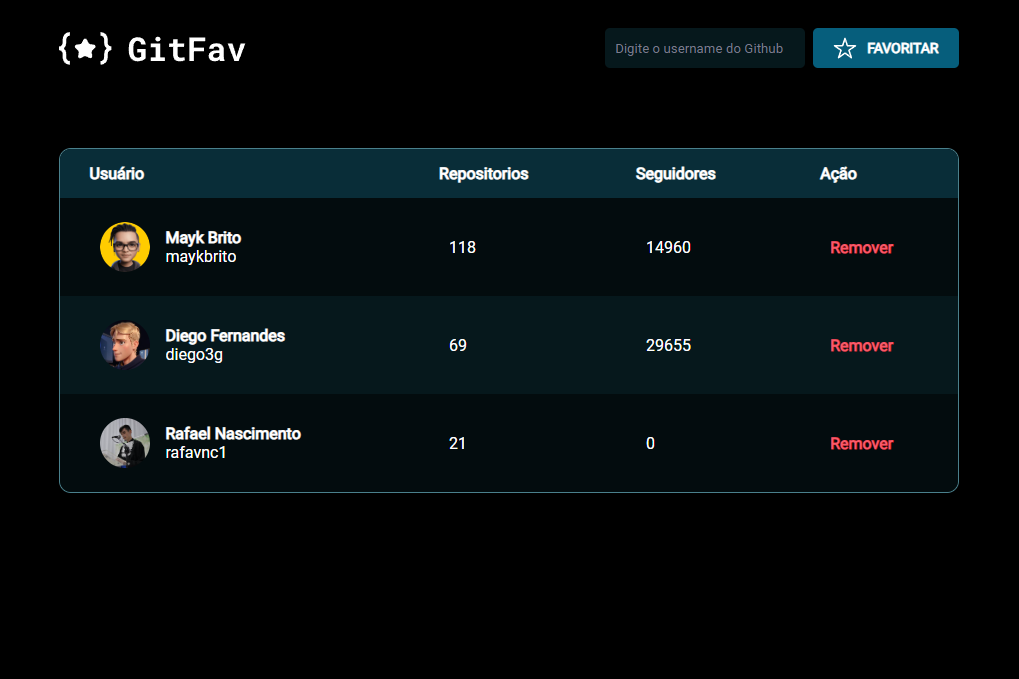 {★} GitFav
Digite o username do Github
FAVORITAR
Usuário Repositorios Seguidores Ação
Mayk Brito
maykbrito
118 14960 Remover
Diego Fernandes
diego3g
69 29655 Remover
Rafael Nascimento
rafavnc1
21 0 Remover